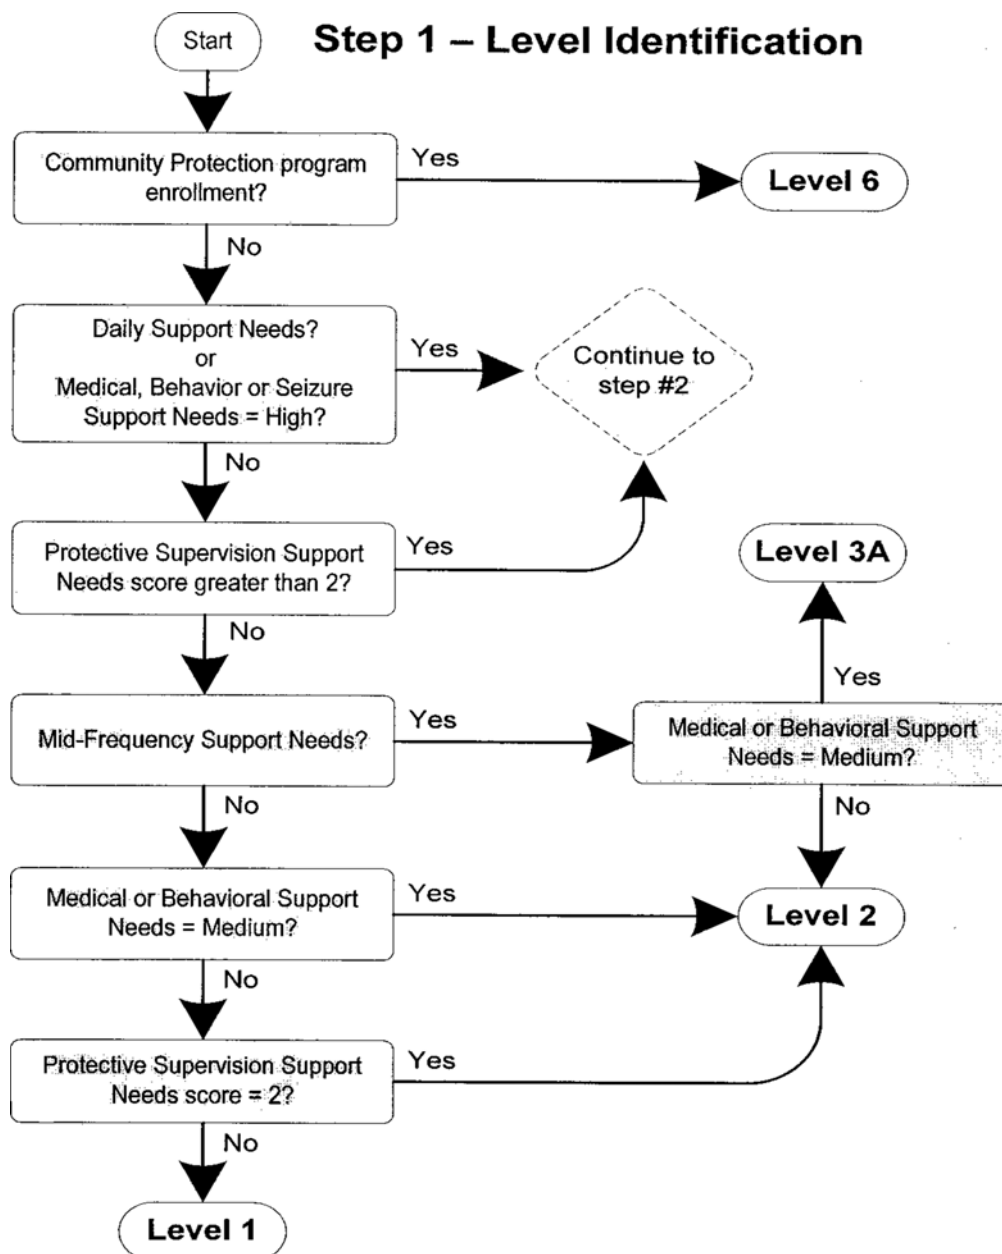 Start
Step 1 – Level Identification
Community Protection program
enrollment?
Yes
Level 6
No
Daily Support Needs?
or
Medical, Behavior or Seizure
Support Needs = High?
Yes
Continue to
step #2
No
Protective Supervision Support
Needs score greater than 2?
Yes
Level 3A
No
Yes
Mid-Frequency Support Needs?
Yes
Medical or Behavioral Support
Needs = Medium?
No
No
Medical or Behavioral Support
Needs = Medium?
Yes
Level 2
No
Protective Supervision Support
Needs score = 2?
Yes
No
Level 1